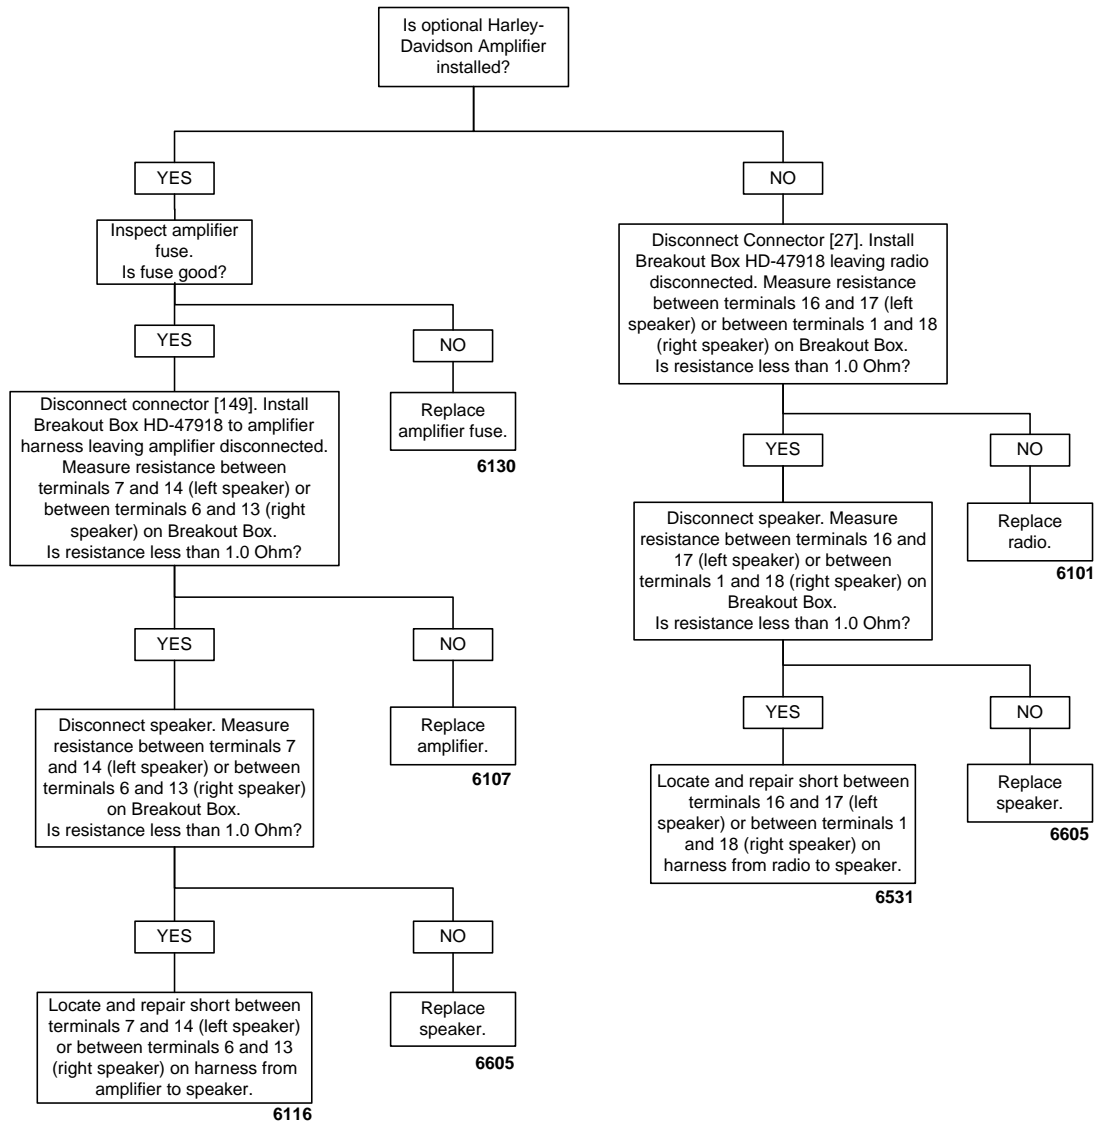 Is optional Harley-
Davidson Amplifier
installed?
YES
NO
Inspect amplifier
fuse.
Is fuse good?
YES
NO
Replace
amplifier fuse.
6130
Disconnect connector [149]. Install
Breakout Box HD-47918 to amplifier
harness leaving amplifier disconnected.
Measure resistance between
terminals 7 and 14 (left speaker) or
between terminals 6 and 13 (right
speaker) on Breakout Box.
Is resistance less than 1.0 Ohm?
YES
NO
Replace
amplifier.
6107
Disconnect speaker. Measure
resistance between terminals 7
and 14 (left speaker) or between
terminals 6 and 13 (right speaker)
on Breakout Box.
Is resistance less than 1.0 Ohm?
YES
NO
Locate and repair short between
terminals 7 and 14 (left speaker)
or between terminals 6 and 13
(right speaker) on harness from
amplifier to speaker.
6116
Replace
speaker.
6605
Disconnect Connector [27]. Install
Breakout Box HD-47918 leaving radio
disconnected. Measure resistance
between terminals 16 and 17 (left
speaker) or between terminals 1 and 18
(right speaker) on Breakout Box.
Is resistance less than 1.0 Ohm?
YES
NO
Replace
radio.
6101
Disconnect speaker. Measure
resistance between terminals 16 and
17 (left speaker) or between
terminals 1 and 18 (right speaker) on
Breakout Box.
Is resistance less than 1.0 Ohm?
YES
NO
Locate and repair short between
terminals 16 and 17 (left
speaker) or between terminals 1
and 18 (right speaker) on
harness from radio to speaker.
6531
Replace
speaker.
6605